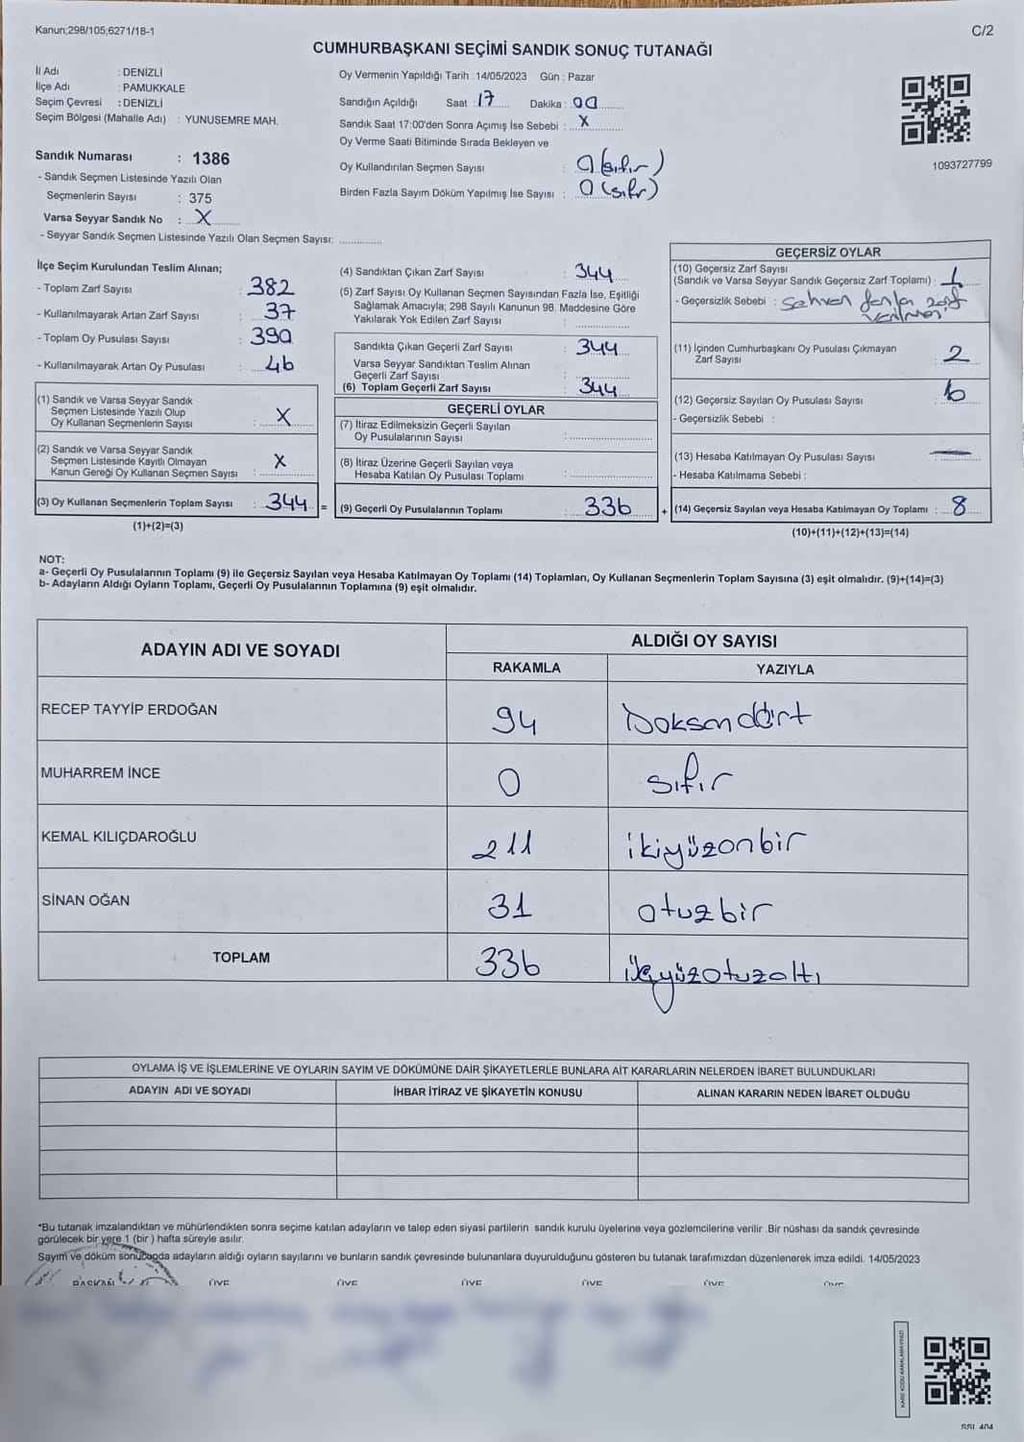 Kanun;298/105;6271/18-1
C/2
CUMHURBAŞKANI SEÇİMİ SANDIK SONUÇ TUTANAĞI
İl Adı : DENİZLİ
İlçe Adı : PAMUKKALE
Seçim Çevresi : DENİZLİ
Seçim Bölgesi (Mahalle Adı) : YUNUSEMRE MAH.
Oy Vermenin Yapıldığı Tarih : 14/05/2023 Gün : Pazar
Sandığın Açıldığı Saat : 17 Dakika : 00
Sandık Saat 17:00'den Sonra Açımış İse Sebebi : X
Oy Verme Saati Bitiminde Sırada Bekleyen ve
Oy Kullandırılan Seçmen Sayısı : 0 (sıfır)
Birden Fazla Sayım Döküm Yapılmış İse Sayısı : 0 (sıfır)
1093727799
Sandık Numarası : 1386
- Sandık Seçmen Listesinde Yazılı Olan
Seçmenlerin Sayısı : 375
Varsa Seyyar Sandık No : X
- Seyyar Sandık Seçmen Listesinde Yazılı Olan Seçmen Sayısı:
İlçe Seçim Kurulundan Teslim Alınan;
- Toplam Zarf Sayısı : 382
- Kullanılmayarak Artan Zarf Sayısı : 37
- Toplam Oy Pusulası Sayısı : 390
- Kullanılmayarak Artan Oy Pusulası : 46
(1) Sandık ve Varsa Seyyar Sandık
Seçmen Listesinde Yazılı Olup
Oy Kullanan Seçmenlerin Sayısı : X
(2) Sandık ve Varsa Seyyar Sandık
Seçmen Listesinde Kayıtlı Olmayan
Kanun Gereği Oy Kullanan Seçmen Sayısı : X
(3) Oy Kullanan Seçmenlerin Toplam Sayısı : 344 =
(1)+(2)=(3)
(4) Sandıktan Çıkan Zarf Sayısı : 344
(5) Zarf Sayısı Oy Kullanan Seçmen Sayısından Fazla İse, Eşitliği
Sağlamak Amacıyla; 298 Sayılı Kanunun 98. Maddesine Göre
Yakılarak Yok Edilen Zarf Sayısı :
Sandıkta Çıkan Geçerli Zarf Sayısı : 344
Varsa Seyyar Sandıktan Teslim Alınan
Geçerli Zarf Sayısı :
(6) Toplam Geçerli Zarf Sayısı : 344
GEÇERLİ OYLAR
(7) İtiraz Edilmeksizin Geçerli Sayılan
Oy Pusulalarının Sayısı :
(8) İtiraz Üzerine Geçerli Sayılan veya
Hesaba Katılan Oy Pusulası Toplamı :
(9) Geçerli Oy Pusulalarının Toplamı : 336 +
GEÇERSİZ OYLAR
(10) Geçersiz Zarf Sayısı
(Sandık ve Varsa Seyyar Sandık Geçersiz Zarf Toplamı) :
- Geçersizlik Sebebi : Sehven fazla zarf
verilmesi
(11) İçinden Cumhurbaşkanı Oy Pusulası Çıkmayan
Zarf Sayısı : 2
(12) Geçersiz Sayılan Oy Pusulası Sayısı : 6
- Geçersizlik Sebebi :
(13) Hesaba Katılmayan Oy Pusulası Sayısı : —
- Hesaba Katılmama Sebebi :
(14) Geçersiz Sayılan veya Hesaba Katılmayan Oy Toplamı : 8
(10)+(11)+(12)+(13)=(14)
NOT:
a- Geçerli Oy Pusulalarının Toplamı (9) ile Geçersiz Sayılan veya Hesaba Katılmayan Oy Toplamı (14) Toplamları, Oy Kullanan Seçmenlerin Toplam Sayısına (3) eşit olmalıdır. (9)+(14)=(3)
b- Adayların Aldığı Oyların Toplamı, Geçerli Oy Pusulalarının Toplamına (9) eşit olmalıdır.
ADAYIN ADI VE SOYADI
ALDIĞI OY SAYISI
RAKAMLA YAZIYLA
RECEP TAYYİP ERDOĞAN 94 Doksandört
MUHARREM İNCE 0 sıfır
KEMAL KILIÇDAROĞLU 211 ikiyüzonbir
SİNAN OĞAN 31 otuzbir
TOPLAM 336 üçyüzotuzaltı
OYLAMA İŞ VE İŞLEMLERİNE VE OYLARIN SAYIM VE DÖKÜMÜNE DAİR ŞİKAYETLERLE BUNLARA AİT KARARLARIN NELERDEN İBARET BULUNDUKLARI
ADAYIN ADI VE SOYADI İHBAR İTİRAZ VE ŞİKAYETİN KONUSU ALINAN KARARIN NEDEN İBARET OLDUĞU
*Bu tutanak imzalandıktan ve mühürlendikten sonra seçime katılan adayların ve talep eden siyasi partilerin sandık kurulu üyelerine veya gözlemcilerine verilir. Bir nüshası da sandık çevresinde
görülecek bir yere 1 (bir) hafta süreyle asılır.
Sayım ve döküm sonucunda adayların aldığı oyların sayılarını ve bunların sandık çevresinde bulunanlara duyurulduğunu gösteren bu tutanak tarafımızdan düzenlenerek imza edildi. 14/05/2023
BAŞKAN ÜYE ÜYE ÜYE ÜYE ÜYE ÜYE